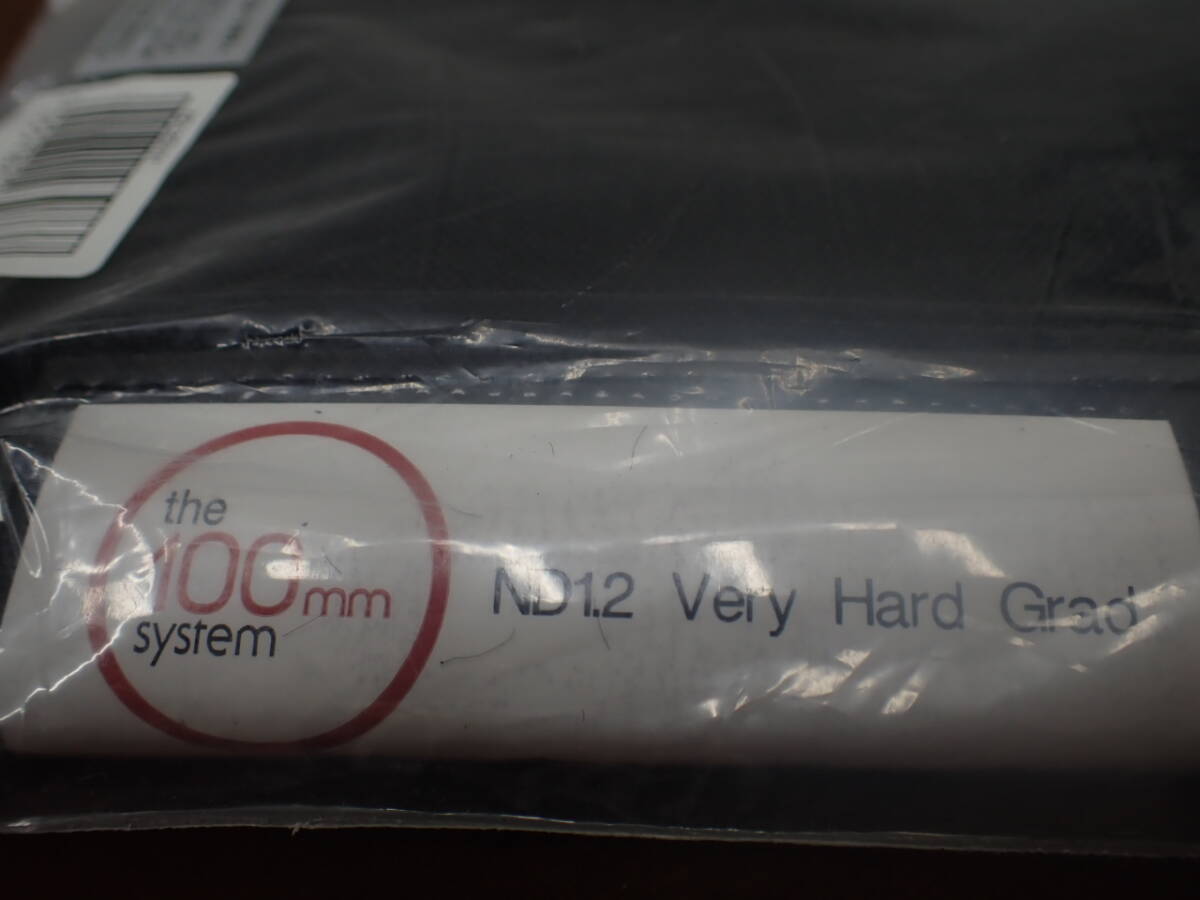 the
100mm
system
ND1.2 Very Hard Grad